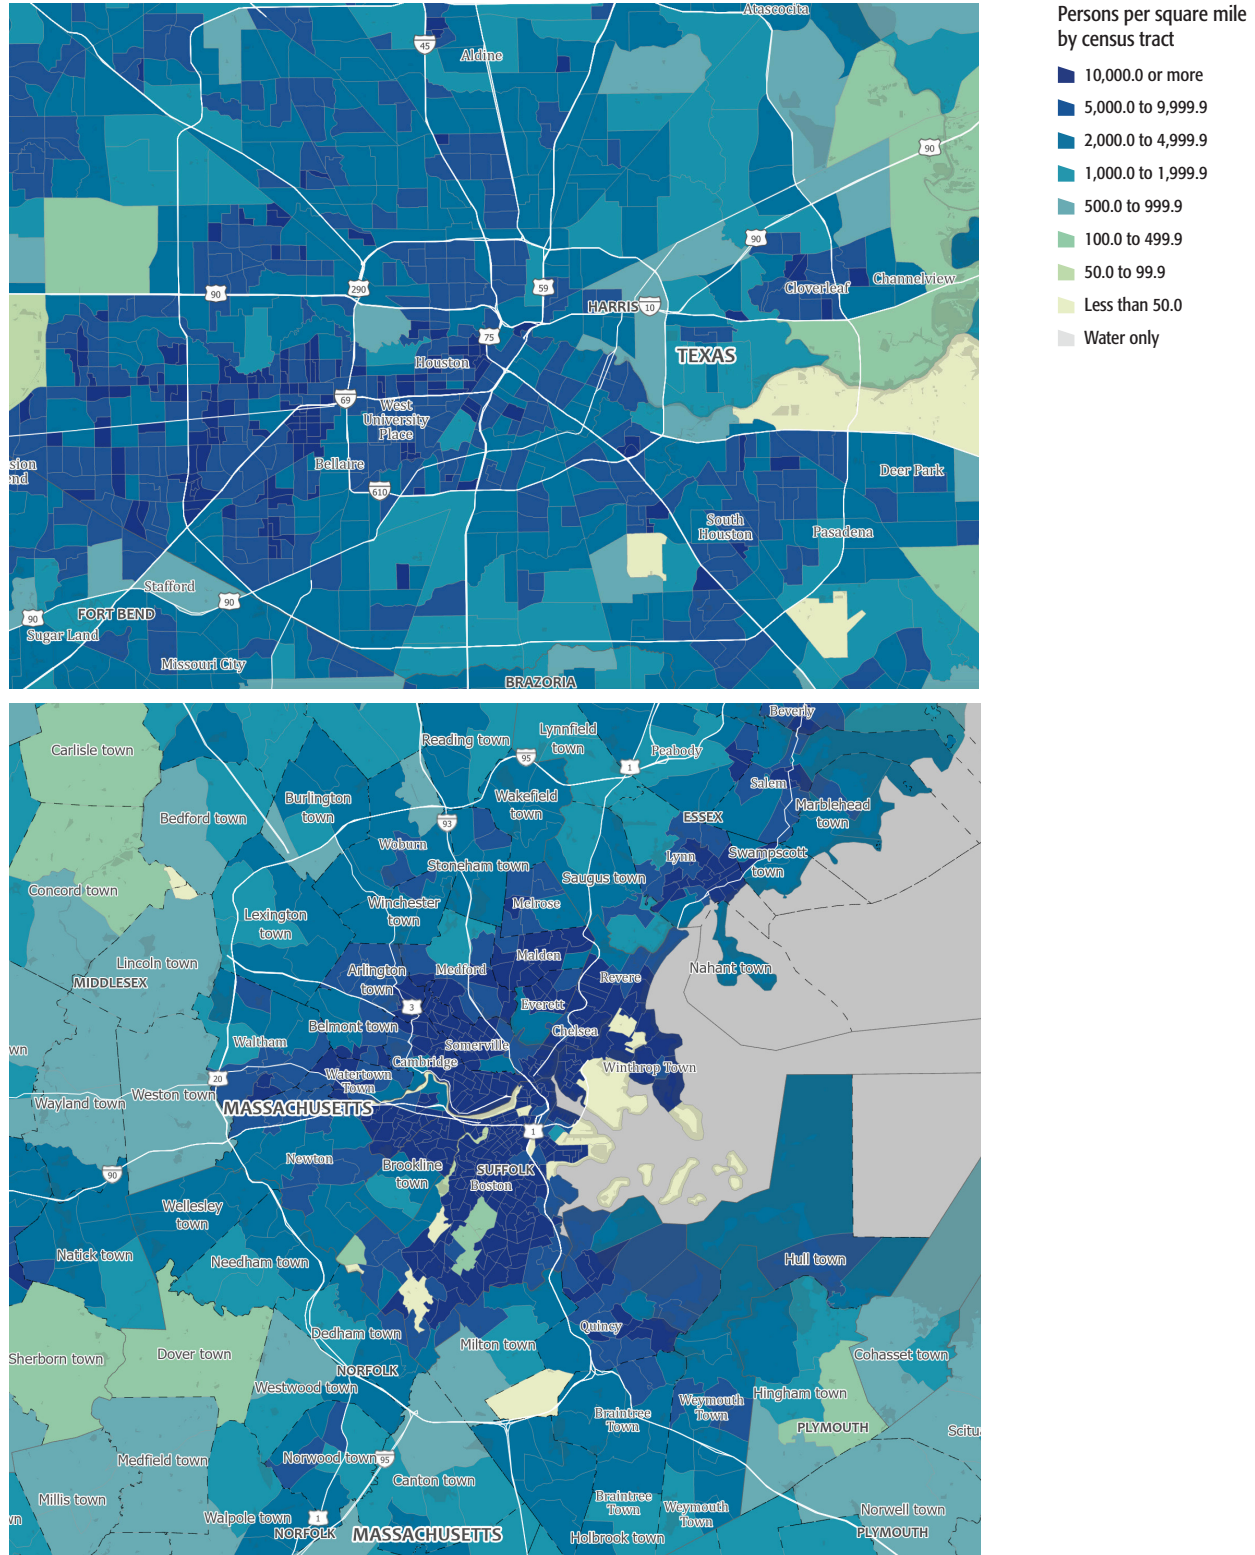 Persons per square mile
by census tract
10,000.0 or more
5,000.0 to 9,999.9
2,000.0 to 4,999.9
1,000.0 to 1,999.9
500.0 to 999.9
100.0 to 499.9
50.0 to 99.9
Less than 50.0
Water only
Atascocita
45
Aldine
90
90
290
90
59
Cloverleaf
Channelview
HARRIS
10
75
TEXAS
Houston
69
West
University
Place
Bellaire
Deer Park
610
South
Houston
Pasadena
Stafford
90
90
FORT BEND
Sugar Land
Missouri City
BRAZORIA
Beverly
Carlisle town
Reading town
Lynnfield
town
Peabody
95
1
Salem
Burlington
town
Wakefield
town
Marblehead
town
Bedford town
ESSEX
93
Woburn
Stoneham town
Lynn
Swampscott
town
Saugus town
Concord town
Winchester
town
Melrose
Lexington
town
Malden
Lincoln town
Arlington
town
Medford
Revere
Nahant town
MIDDLESEX
3
Everett
Belmont town
Chelsea
Waltham
Somerville
Cambridge
Winthrop Town
Watertown
Town
20
Weston town
Wayland town
MASSACHUSETTS
1
Newton
Brookline
town
SUFFOLK
Boston
90
Wellesley
town
Natick town
Needham town
Hull town
Quincy
Dedham town
Milton town
Sherborn town
Dover town
Cohasset town
NORFOLK
Westwood town
Hingham town
Weymouth
Town
Braintree
Town
PLYMOUTH
Scitu
Medfield town
Norwood town
95
Canton town
Millis town
Braintree
Town
Weymouth
Town
Norwell town
Walpole town
1
NORFOLK
MASSACHUSETTS
Holbrook town
PLYMOUTH